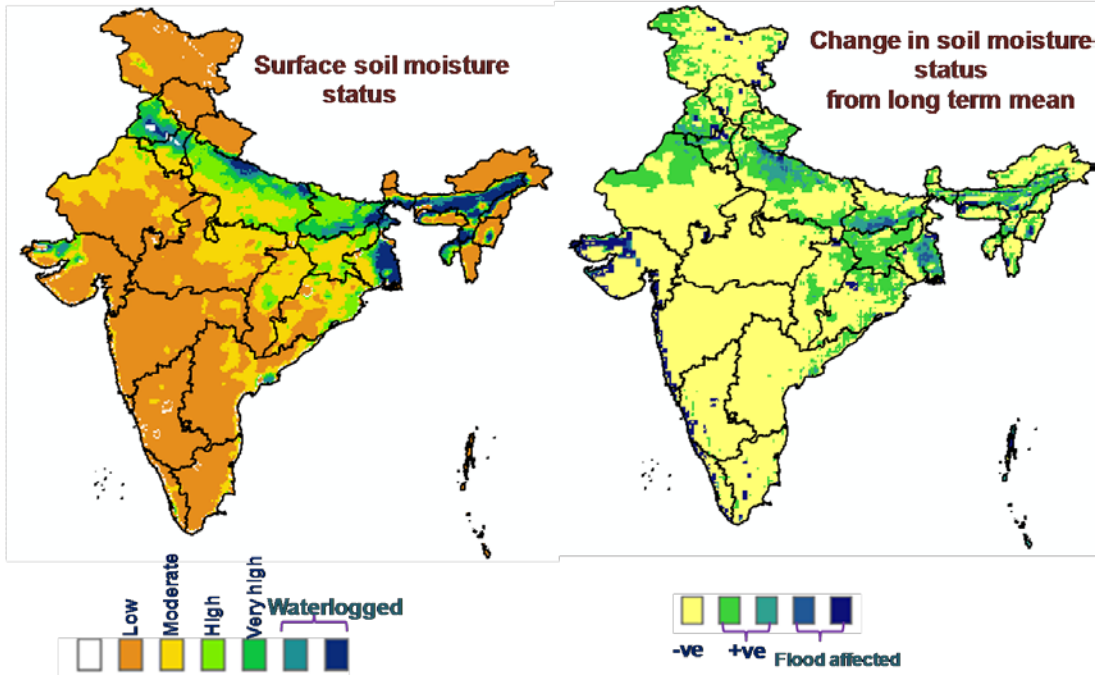 Surface soil moisture
status
Change in soil moisture
status
from long term mean
Low
Moderate
High
Very high
Waterlogged
-ve
+ve
Flood affected